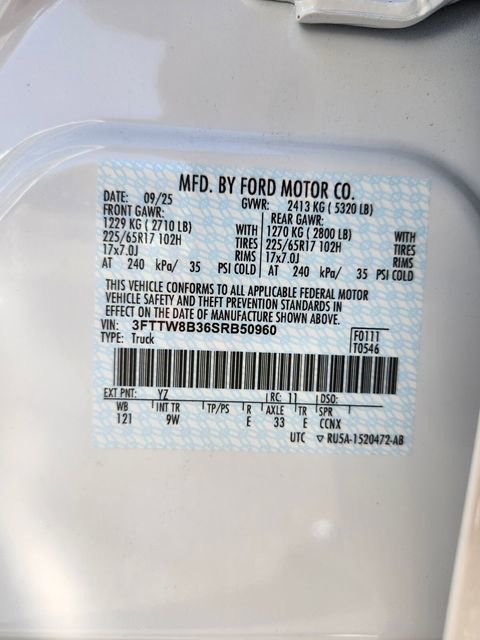 MFD. BY FORD MOTOR CO.
DATE: 09/25 GVWR: 2413 KG ( 5320 LB)
FRONT GAWR: REAR GAWR:
1229 KG ( 2710 LB) WITH 1270 KG ( 2800 LB) WITH
225/65R17 102H TIRES 225/65R17 102H TIRES
17x7.0J RIMS 17x7.0J RIMS
AT 240 kPa/ 35 PSI COLD AT 240 kPa/ 35 PSI COLD
THIS VEHICLE CONFORMS TO ALL APPLICABLE FEDERAL MOTOR
VEHICLE SAFETY AND THEFT PREVENTION STANDARDS IN
EFFECT ON THE DATE OF MANUFACTURE SHOWN ABOVE.
VIN: 3FTTW8B36SRB50960 F0111
TYPE: Truck T0546
EXT PNT: YZ RC: 11 DSO:
WB INT TR TP/PS R AXLE TR SPR
121 9W E 33 E CCNX
UTC ▽ RU5A-1520472-AB